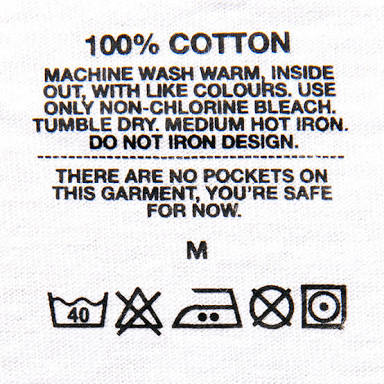 100% COTTON
MACHINE WASH WARM, INSIDE
OUT, WITH LIKE COLOURS. USE
ONLY NON-CHLORINE BLEACH.
TUMBLE DRY. MEDIUM HOT IRON.
DO NOT IRON DESIGN.
THERE ARE NO POCKETS ON
THIS GARMENT, YOU'RE SAFE
FOR NOW.
M
40